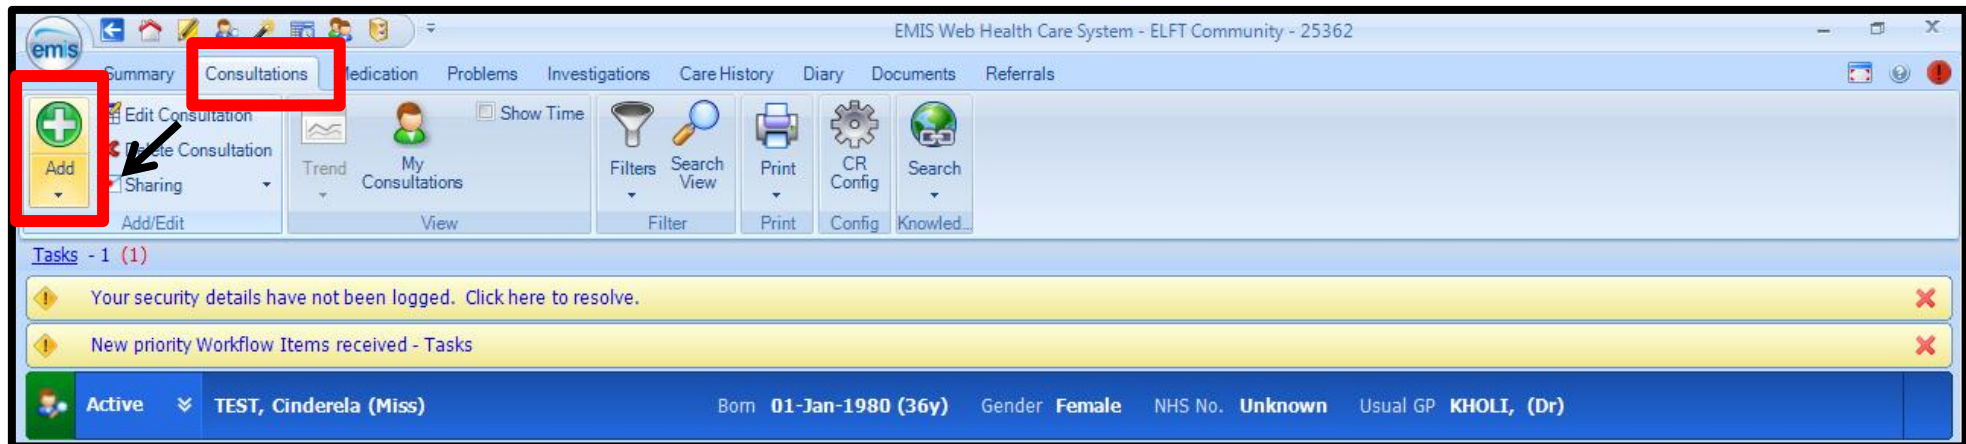 emis
EMIS Web Health Care System - ELFT Community - 25362
Summary Consultations Medication Problems Investigations Care History Diary Documents Referrals
Add
Edit Consultation
Delete Consultation
Sharing
Add/Edit
Trend
My Consultations
Show Time
View
Filters
Search View
Filter
Print
Print
CR Config
Config
Search
Knowled...
Tasks - 1 (1)
Your security details have not been logged. Click here to resolve.
New priority Workflow Items received - Tasks
Active TEST, Cinderela (Miss) Born 01-Jan-1980 (36y) Gender Female NHS No. Unknown Usual GP KHOLI, (Dr)